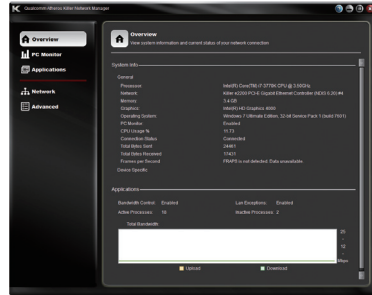 Qualcomm Atheros Killer Network Manager
Overview
PC Monitor
Applications
Network
Advanced
Overview
View system information and current status of your network connection
System Info
General
Processor Intel(R) Core(TM) i7-3770K CPU @ 3.50GHz
Network Killer e2200 PCI-E Gigabit Ethernet Controller (NDIS 6.20) #4
Memory 3.4 GB
Graphics Intel(R) HD Graphics 4000
Operating System Windows 7 Ultimate Edition, 32-bit Service Pack 1 (build 7601)
PC Monitor Enabled
CPU Usage % 11.73
Connection Status Connected
Total Bytes Sent 24461
Total Bytes Received 17425
Frames per Second FRAPS is not detected. Data unavailable.
Device Specific
Applications
Bandwidth Control: Enabled Lan Exceptions: Enabled
Active Processes: 16 Inactive Processes: 2
Total Bandwidth
25
12
Mbps
Upload Download